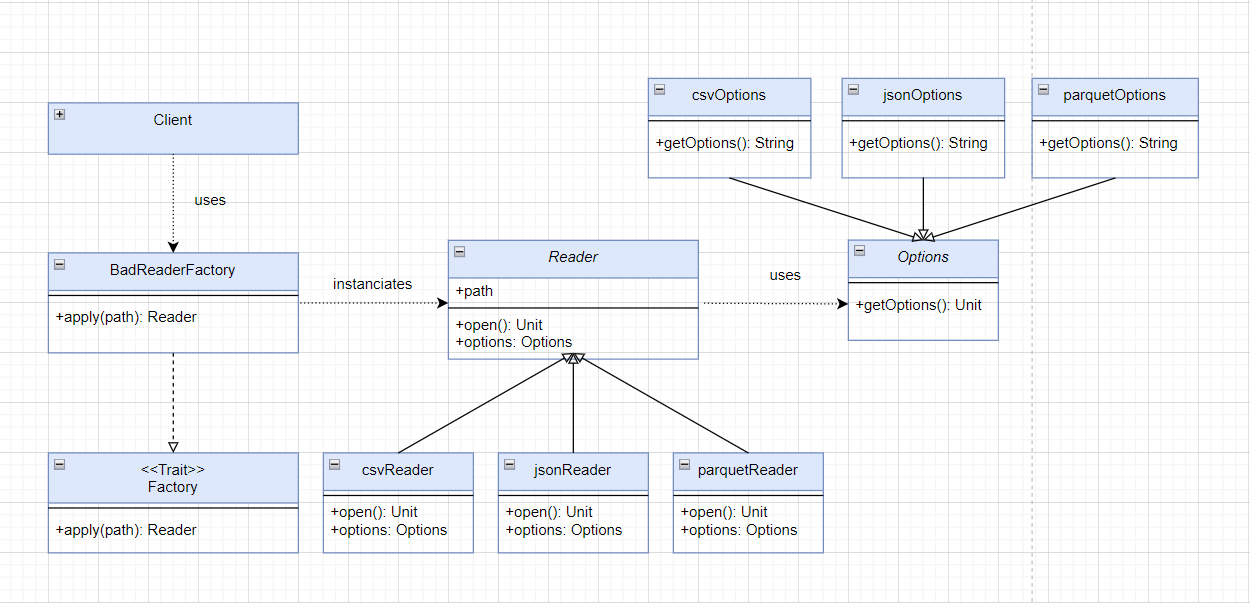 csvOptions
+getOptions(): String
jsonOptions
+getOptions(): String
parquetOptions
+getOptions(): String
Client
uses
BadReaderFactory
+apply(path): Reader
instanciates
Reader
+path
+open(): Unit
+options: Options
uses
Options
+getOptions(): Unit
<<Trait>>
Factory
+apply(path): Reader
csvReader
+open(): Unit
+options: Options
jsonReader
+open(): Unit
+options: Options
parquetReader
+open(): Unit
+options: Options